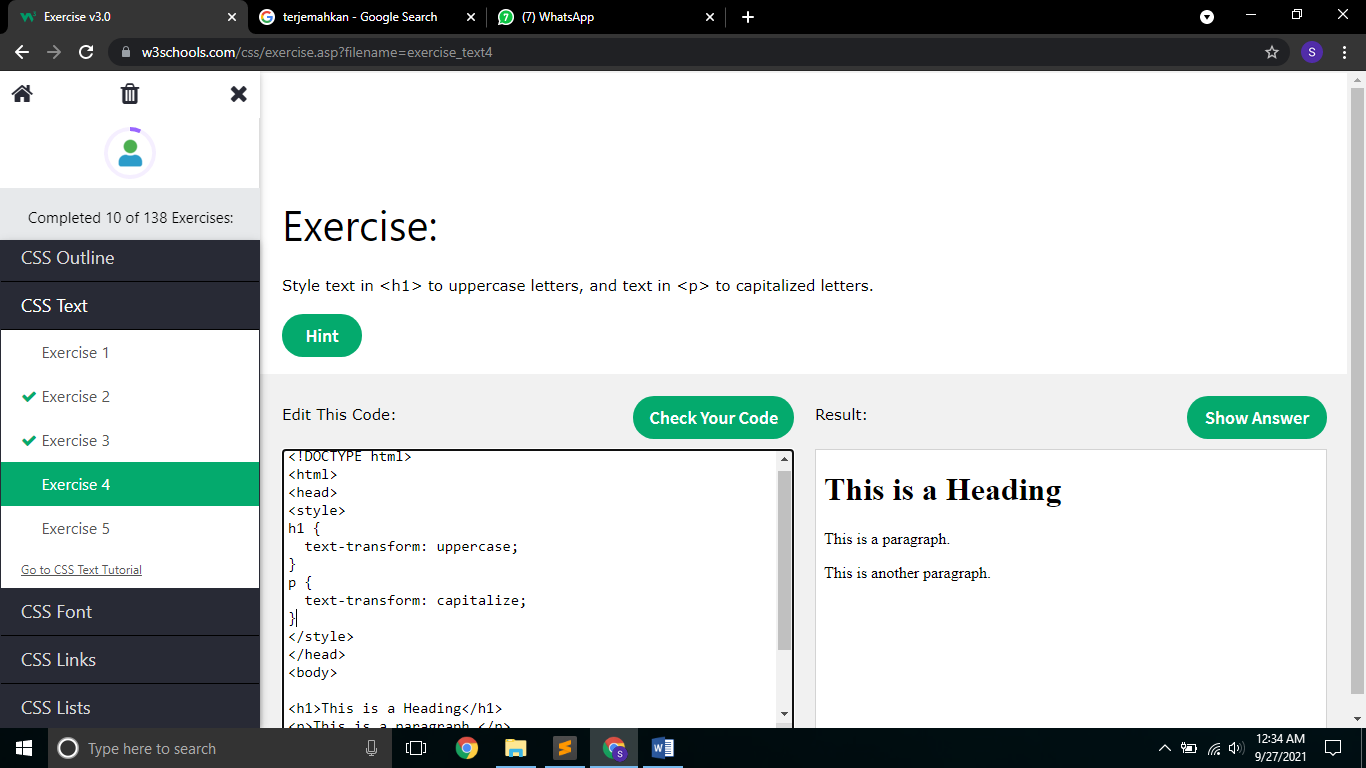 Exercise v3.0
terjemahkan - Google Search
7
(7) WhatsApp
w3schools.com/css/exercise.asp?filename=exercise_text4
S
Completed 10 of 138 Exercises:
CSS Outline
CSS Text
Exercise 1
Exercise 2
Exercise 3
Exercise 4
Exercise 5
Go to CSS Text Tutorial
CSS Font
CSS Links
CSS Lists
Exercise:
Style text in <h1> to uppercase letters, and text in <p> to capitalized letters.
Hint
Edit This Code:
Check Your Code
<!DOCTYPE html>
<html>
<head>
<style>
h1 {
  text-transform: uppercase;
}
p {
  text-transform: capitalize;
}
</style>
</head>
<body>
<h1>This is a Heading</h1>
<p>This is a paragraph.</p>
Result:
Show Answer
This is a Heading
This is a paragraph.
This is another paragraph.
Type here to search
S
W
12:34 AM
9/27/2021